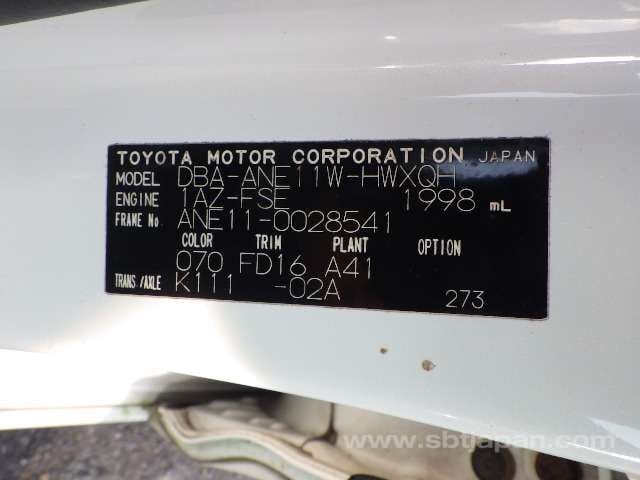 TOYOTA MOTOR CORPORATION JAPAN
MODEL DBA-ANE11W-HWXQH
ENGINE 1AZ-FSE 1998 mL
FRAME No ANE11-0028541
COLOR TRIM PLANT OPTION
070 FD16 A41
TRANS./AXLE K111 -02A
273
www.sbtjapan.com